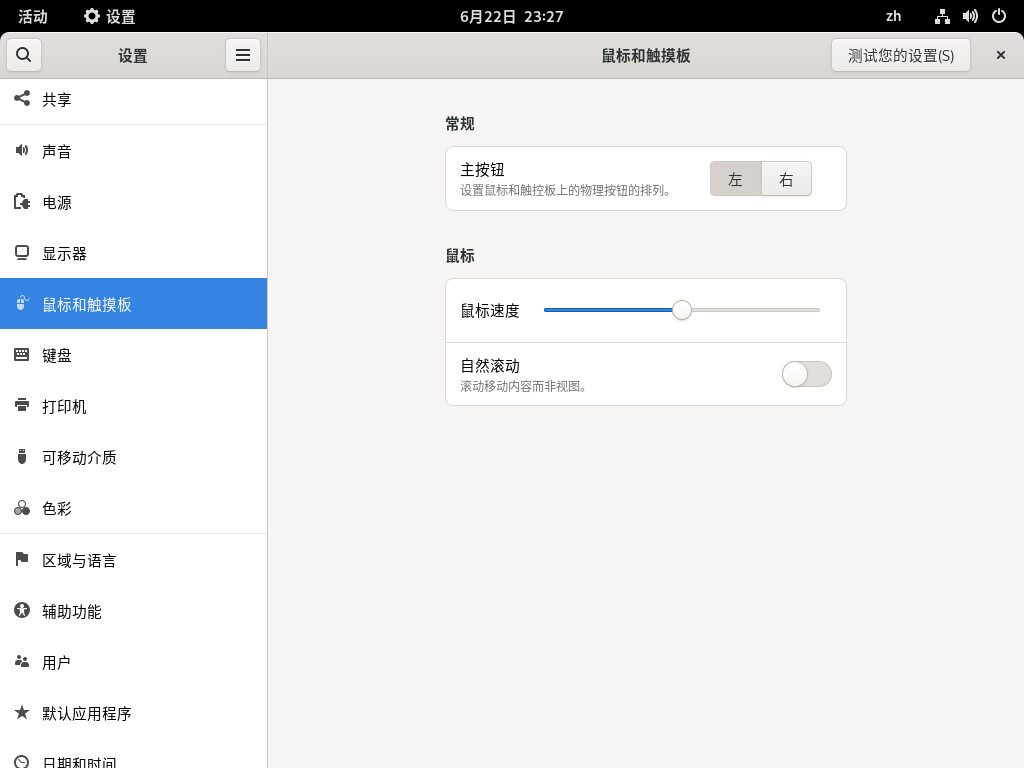 活动
设置
6月22日 23:27
zh
设置
鼠标和触摸板
测试您的设置(S)
共享
声音
电源
显示器
鼠标和触摸板
键盘
打印机
可移动介质
色彩
区域与语言
辅助功能
用户
默认应用程序
日期和时间
常规
主按钮
设置鼠标和触控板上的物理按钮的排列。
左
右
鼠标
鼠标速度
自然滚动
滚动移动内容而非视图。